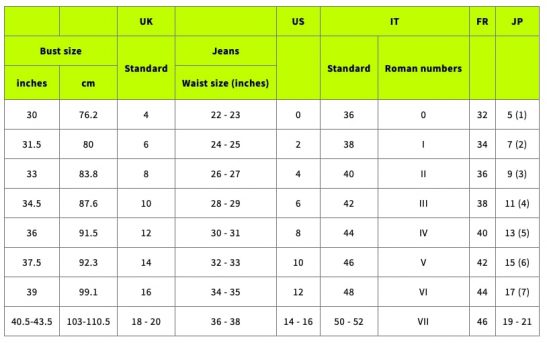 UK US IT FR JP
Bust size Standard Jeans Standard Roman numbers
inches cm Waist size (inches)
30 76.2 4 22 - 23 0 36 0 32 5 (1)
31.5 80 6 24 - 25 2 38 I 34 7 (2)
33 83.8 8 26 - 27 4 40 II 36 9 (3)
34.5 87.6 10 28 - 29 6 42 III 38 11 (4)
36 91.5 12 30 - 31 8 44 IV 40 13 (5)
37.5 92.3 14 32 - 33 10 46 V 42 15 (6)
39 99.1 16 34 - 35 12 48 VI 44 17 (7)
40.5-43.5 103-110.5 18 - 20 36 - 38 14 - 16 50 - 52 VII 46 19 - 21